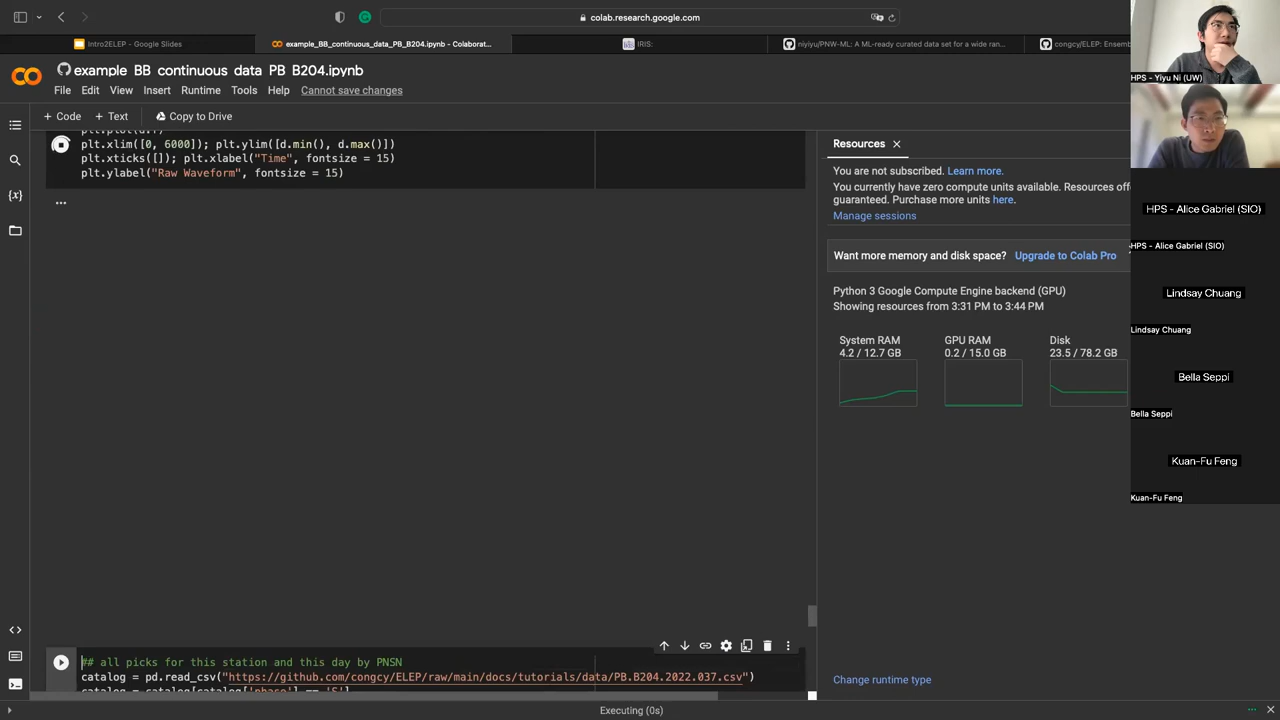 colab.research.google.com
Intro2ELEP - Google Slides
example_BB_continuous_data_PB_B204.ipynb - Colaborat...
IRIS:
niyiyu/PNW-ML: A ML-ready curated data set for a wide ran...
congcy/ELEP: Ensemb
example_BB_continuous_data_PB_B204.ipynb
File Edit View Insert Runtime Tools Help Cannot save changes
+ Code + Text Copy to Drive
plt.xlim([0, 6000]); plt.ylim([d.min(), d.max()])
plt.xticks([]); plt.xlabel("Time", fontsize = 15)
plt.ylabel("Raw Waveform", fontsize = 15)
...
## all picks for this station and this day by PNSN
catalog = pd.read_csv("https://github.com/congcy/ELEP/raw/main/docs/tutorials/data/PB.B204.2022.037.csv")
catalog = catalog[catalog['phase'] == 'S']
Executing (0s)
Resources
You are not subscribed. Learn more.
You currently have zero compute units available. Resources off
guaranteed. Purchase more units here.
Manage sessions
Want more memory and disk space? Upgrade to Colab Pro
Python 3 Google Compute Engine backend (GPU)
Showing resources from 3:31 PM to 3:44 PM
System RAM
4.2 / 12.7 GB
GPU RAM
0.2 / 15.0 GB
Disk
23.5 / 78.2 GB
Change runtime type
HPS - Yiyu Ni (UW)
HPS - Alice Gabriel (SIO)
HPS - Alice Gabriel (SIO)
Lindsay Chuang
Lindsay Chuang
Bella Seppi
Bella Seppi
Kuan-Fu Feng
Kuan-Fu Feng